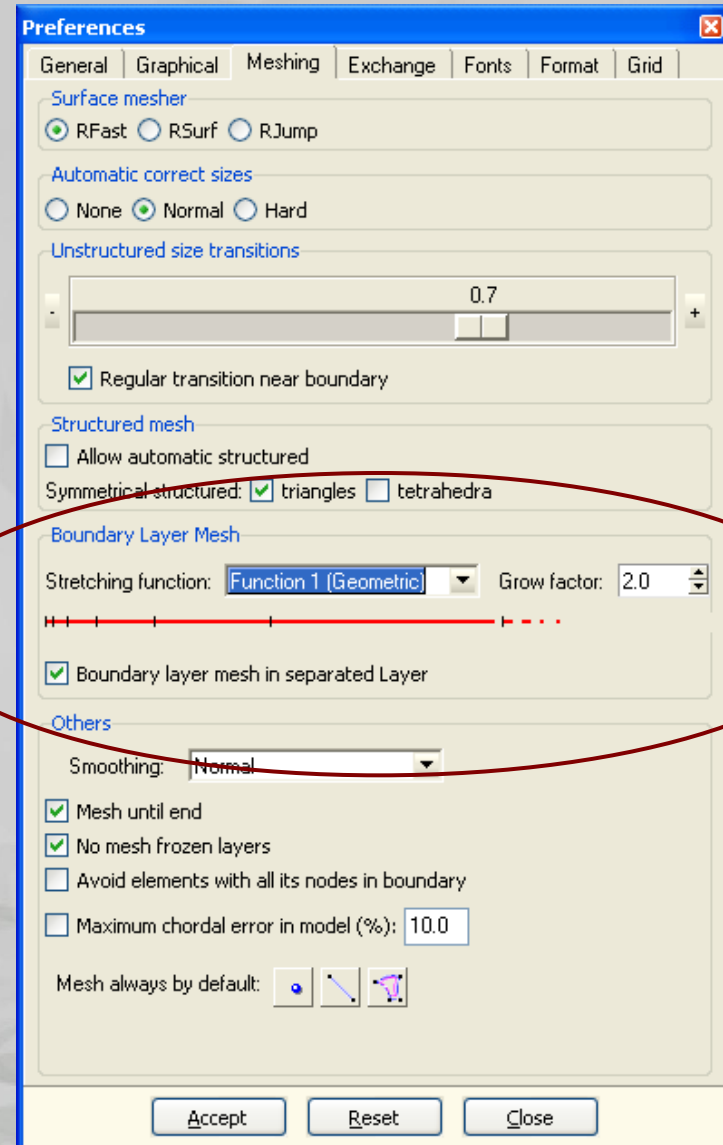 Preferences
General Graphical Meshing Exchange Fonts Format Grid
Surface mesher
RFast RSurf RJump
Automatic correct sizes
None Normal Hard
Unstructured size transitions
0.7
- +
Regular transition near boundary
Structured mesh
Allow automatic structured
Symmetrical structured: triangles tetrahedra
Boundary Layer Mesh
Stretching function: Function 1 (Geometric) Grow factor: 2.0
Boundary layer mesh in separated Layer
Others
Smoothing: Normal
Mesh until end
No mesh frozen layers
Avoid elements with all its nodes in boundary
Maximum chordal error in model (%): 10.0
Mesh always by default:
Accept Reset Close